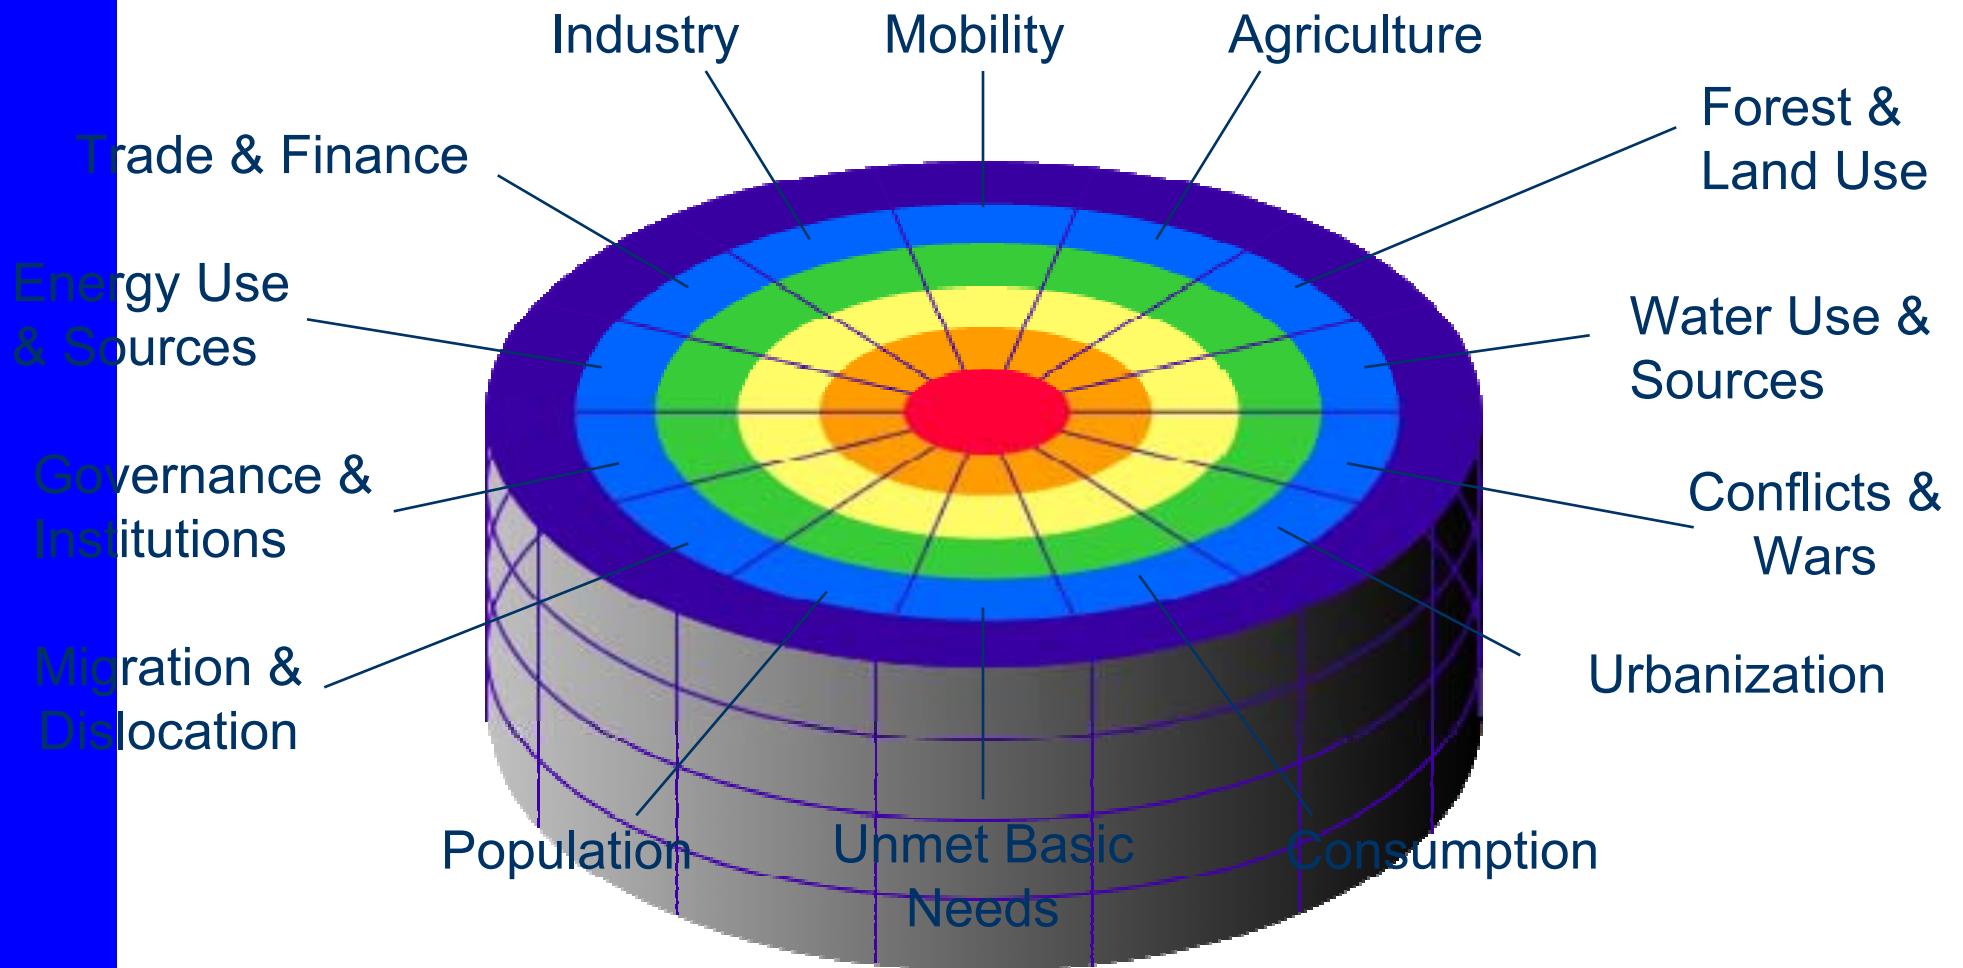 Industry
Mobility
Agriculture
Forest &
Land Use
Trade & Finance
Energy Use
& Sources
Water Use &
Sources
Governance &
Institutions
Conflicts &
Wars
Migration &
Dislocation
Urbanization
Population
Unmet Basic
Needs
Consumption